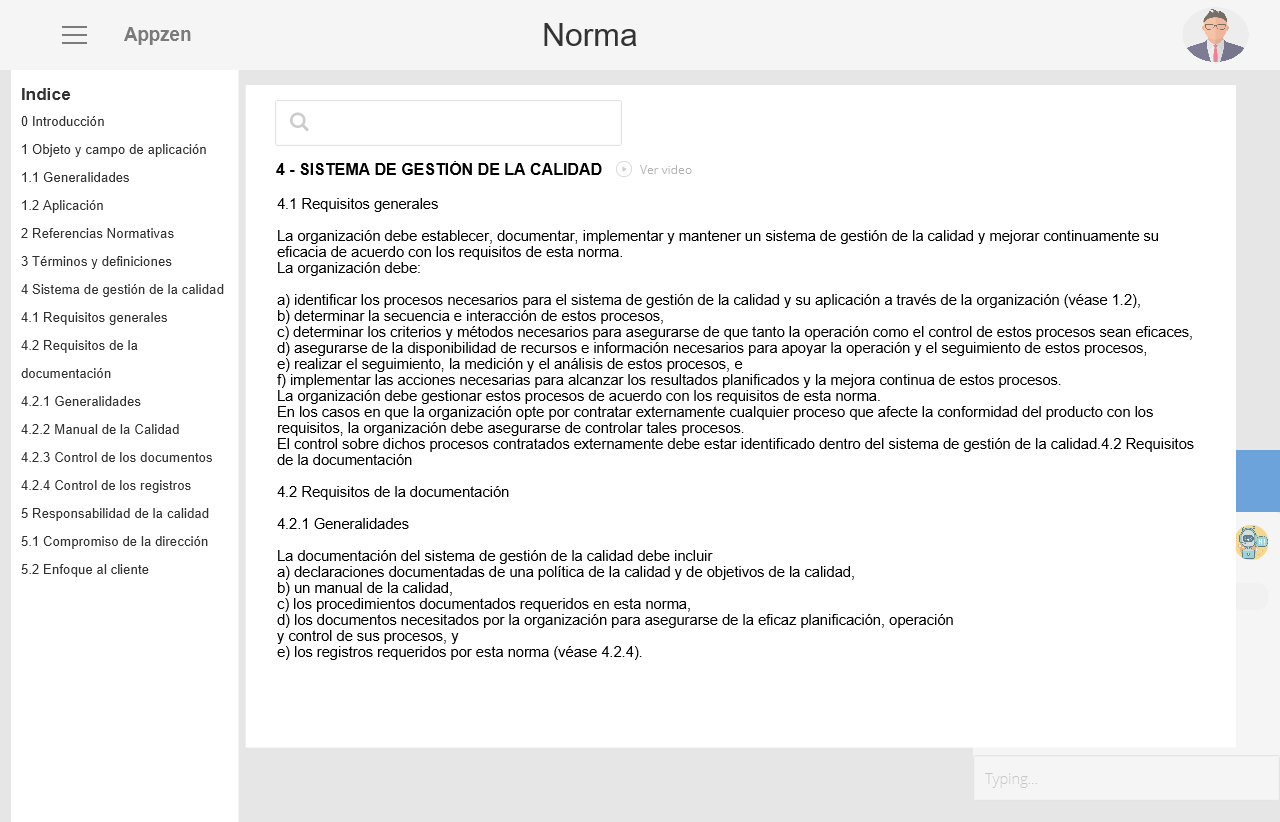 Appzen
Norma
Indice
0 Introducción
1 Objeto y campo de aplicación
1.1 Generalidades
1.2 Aplicación
2 Referencias Normativas
3 Términos y definiciones
4 Sistema de gestión de la calidad
4.1 Requisitos generales
4.2 Requisitos de la
documentación
4.2.1 Generalidades
4.2.2 Manual de la Calidad
4.2.3 Control de los documentos
4.2.4 Control de los registros
5 Responsabilidad de la calidad
5.1 Compromiso de la dirección
5.2 Enfoque al cliente
4 - SISTEMA DE GESTIÓN DE LA CALIDAD Ver video
4.1 Requisitos generales
La organización debe establecer, documentar, implementar y mantener un sistema de gestión de la calidad y mejorar continuamente su
eficacia de acuerdo con los requisitos de esta norma.
La organización debe:
a) identificar los procesos necesarios para el sistema de gestión de la calidad y su aplicación a través de la organización (véase 1.2),
b) determinar la secuencia e interacción de estos procesos,
c) determinar los criterios y métodos necesarios para asegurarse de que tanto la operación como el control de estos procesos sean eficaces,
d) asegurarse de la disponibilidad de recursos e información necesarios para apoyar la operación y el seguimiento de estos procesos,
e) realizar el seguimiento, la medición y el análisis de estos procesos, e
f) implementar las acciones necesarias para alcanzar los resultados planificados y la mejora continua de estos procesos.
La organización debe gestionar estos procesos de acuerdo con los requisitos de esta norma.
En los casos en que la organización opte por contratar externamente cualquier proceso que afecte la conformidad del producto con los
requisitos, la organización debe asegurarse de controlar tales procesos.
El control sobre dichos procesos contratados externamente debe estar identificado dentro del sistema de gestión de la calidad.4.2 Requisitos
de la documentación
4.2 Requisitos de la documentación
4.2.1 Generalidades
La documentación del sistema de gestión de la calidad debe incluir
a) declaraciones documentadas de una política de la calidad y de objetivos de la calidad,
b) un manual de la calidad,
c) los procedimientos documentados requeridos en esta norma,
d) los documentos necesitados por la organización para asegurarse de la eficaz planificación, operación
y control de sus procesos, y
e) los registros requeridos por esta norma (véase 4.2.4).
Typing...